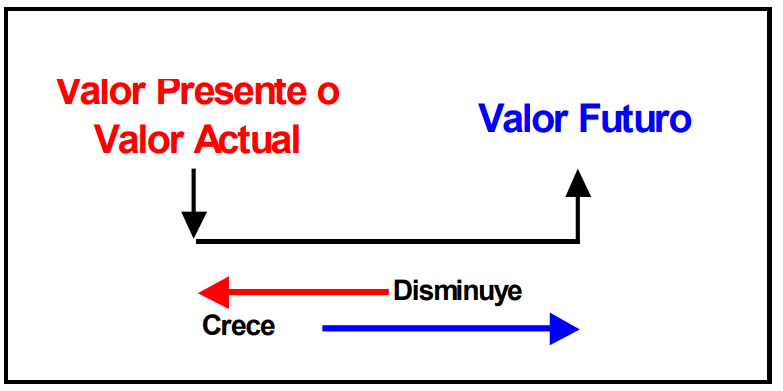 Valor Presente o
Valor Actual
Valor Futuro
Disminuye
Crece